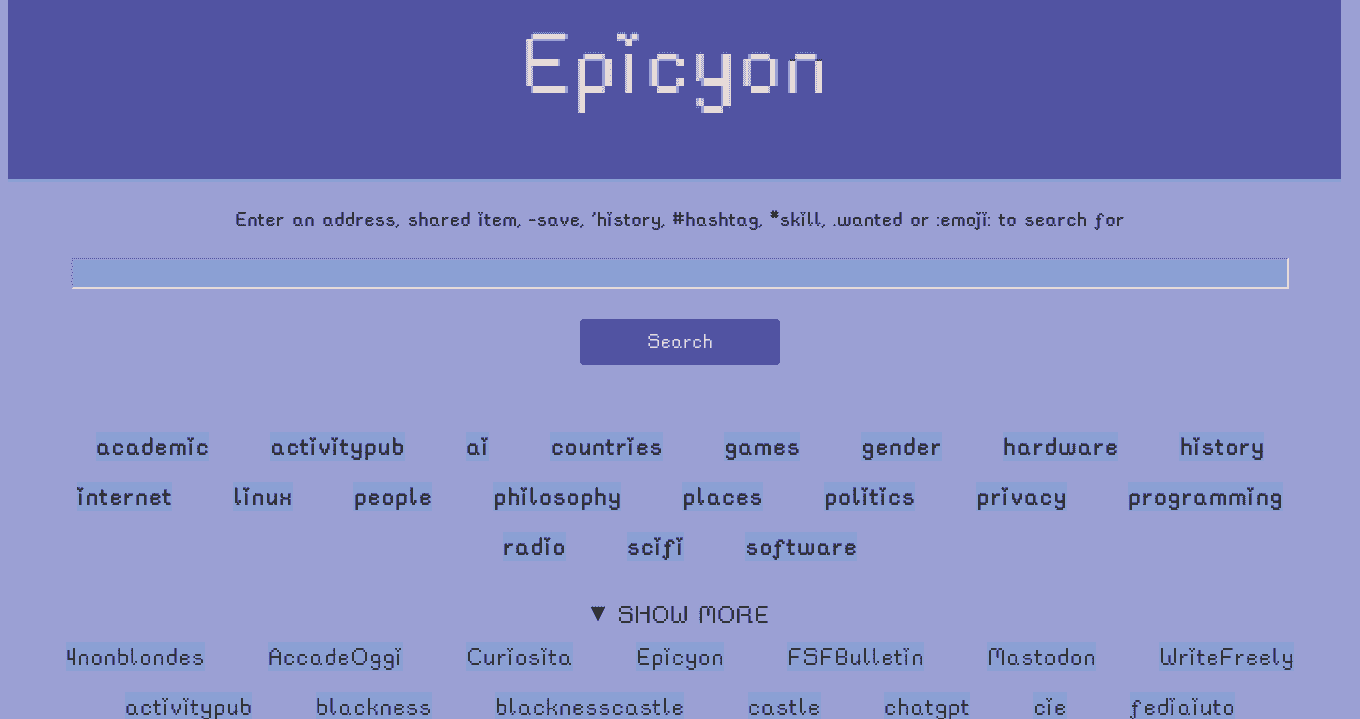 Epicyon
Enter an address, shared item, -save, 'history, #hashtag, *skill, .wanted or :emoji: to search for
Search
academic activitypub ai countries games gender hardware history
internet linux people philosophy places politics privacy programming
radio scifi software
▼ SHOW MORE
4nonblondes AccadeOggi Curiosita Epicyon FSFBulletin Mastodon WriteFreely
activitypub blackness blacknesscastle castle chatgpt cie fediaiuto